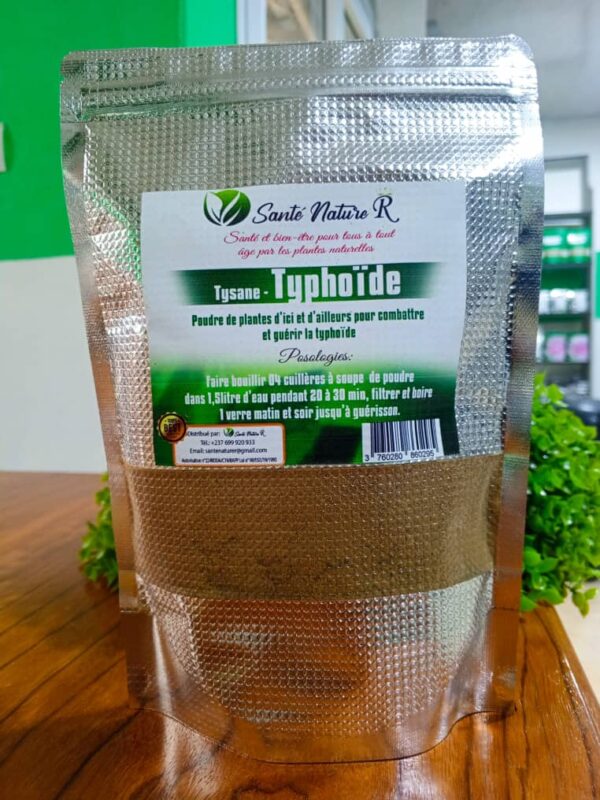 Santé Nature R
Santé et bien-être pour tous à tout
âge par les plantes naturelles
Tysane - Typhoïde
Poudre de plantes d'ici et d'ailleurs pour combattre
et guérir la typhoïde
Posologies:
Faire bouillir 04 cuillères à soupe de poudre
dans 1,5litre d'eau pendant 20 à 30 min, filtrer et boire
1 verre matin et soir jusqu'à guérisson.
BEST
Distribué par: Santé Nature R
Tél.: +237 699 920 933
Email: santenaturer@gmail.com
3 760280 860295